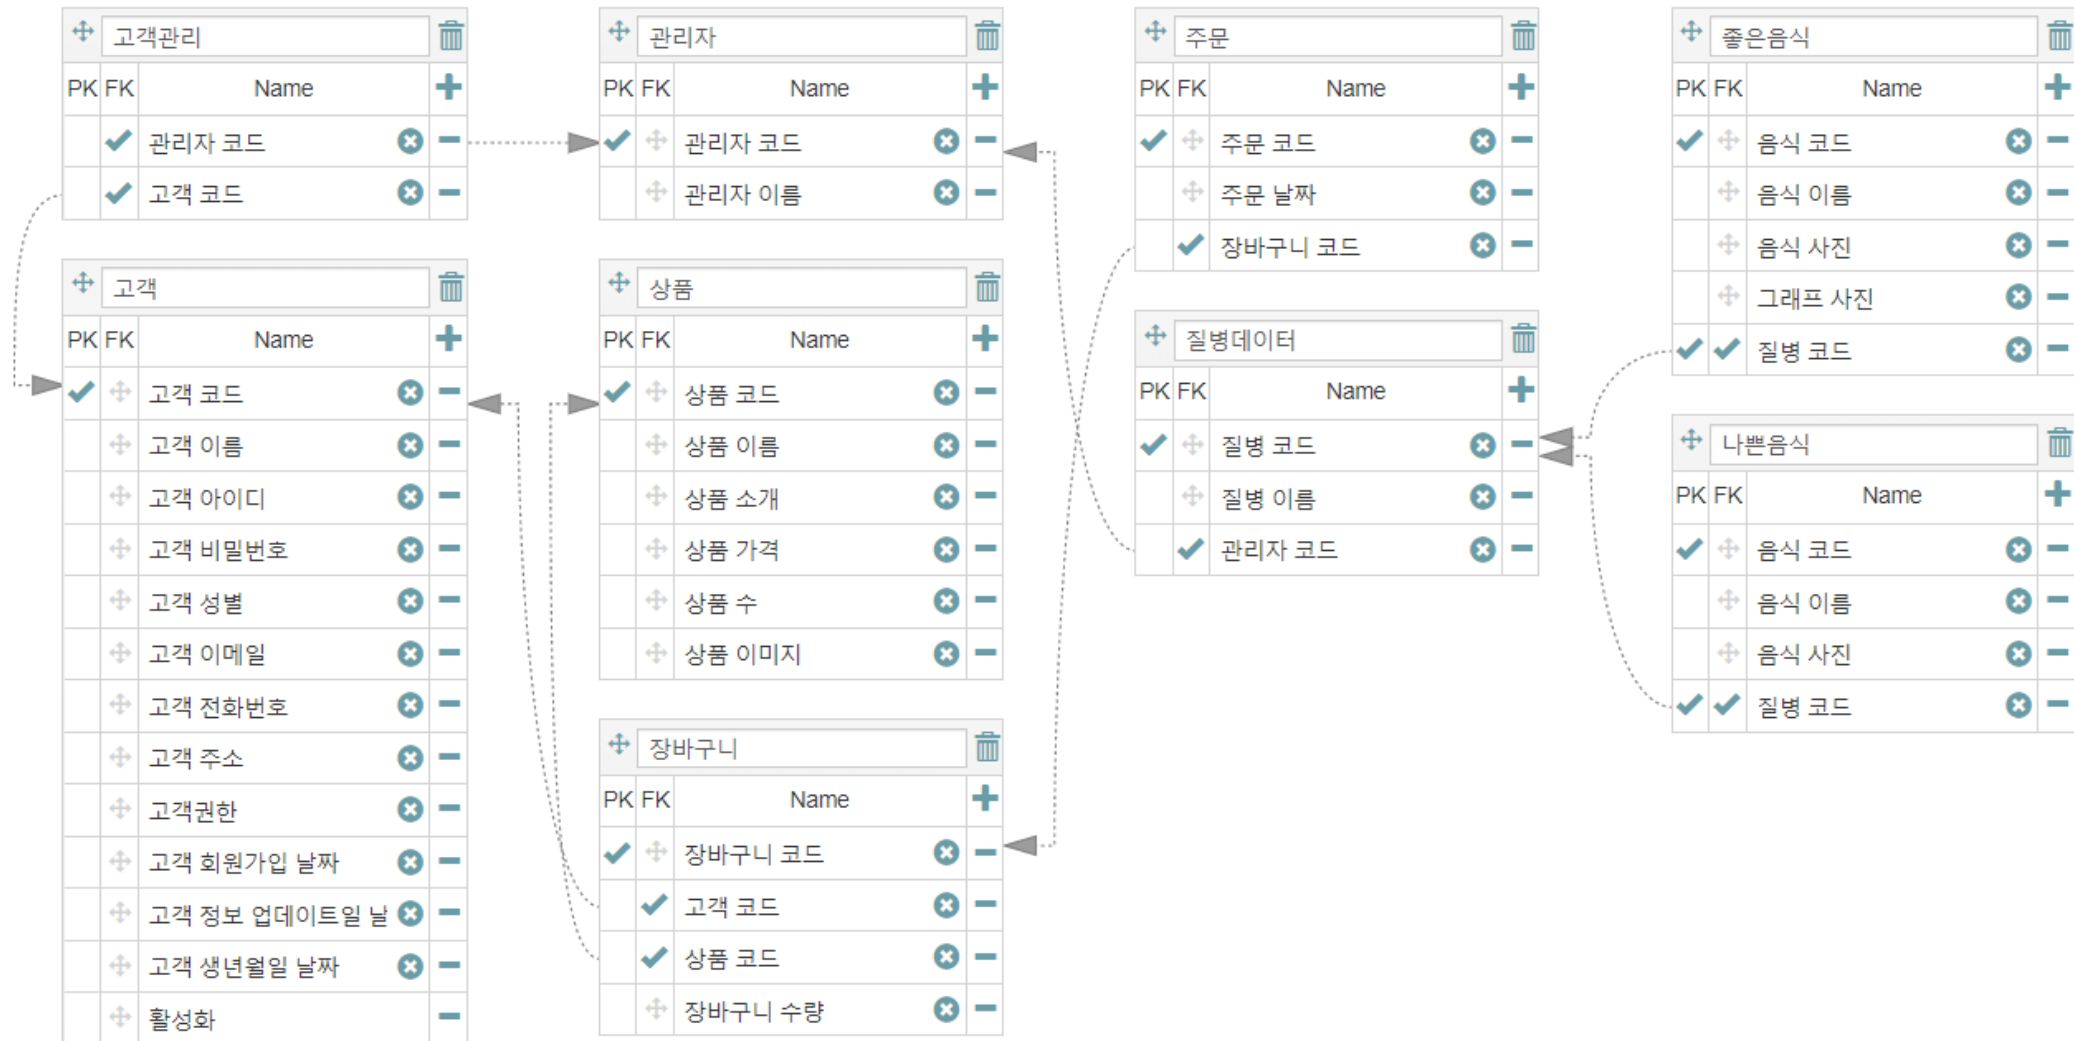 고객관리
PK FK Name
관리자 코드
고객 코드
고객
PK FK Name
고객 코드
고객 이름
고객 아이디
고객 비밀번호
고객 성별
고객 이메일
고객 전화번호
고객 주소
고객권한
고객 회원가입 날짜
고객 정보 업데이트일 날
고객 생년월일 날짜
활성화
관리자
PK FK Name
관리자 코드
관리자 이름
상품
PK FK Name
상품 코드
상품 이름
상품 소개
상품 가격
상품 수
상품 이미지
장바구니
PK FK Name
장바구니 코드
고객 코드
상품 코드
장바구니 수량
주문
PK FK Name
주문 코드
주문 날짜
장바구니 코드
질병데이터
PK FK Name
질병 코드
질병 이름
관리자 코드
좋은음식
PK FK Name
음식 코드
음식 이름
음식 사진
그래프 사진
질병 코드
나쁜음식
PK FK Name
음식 코드
음식 이름
음식 사진
질병 코드